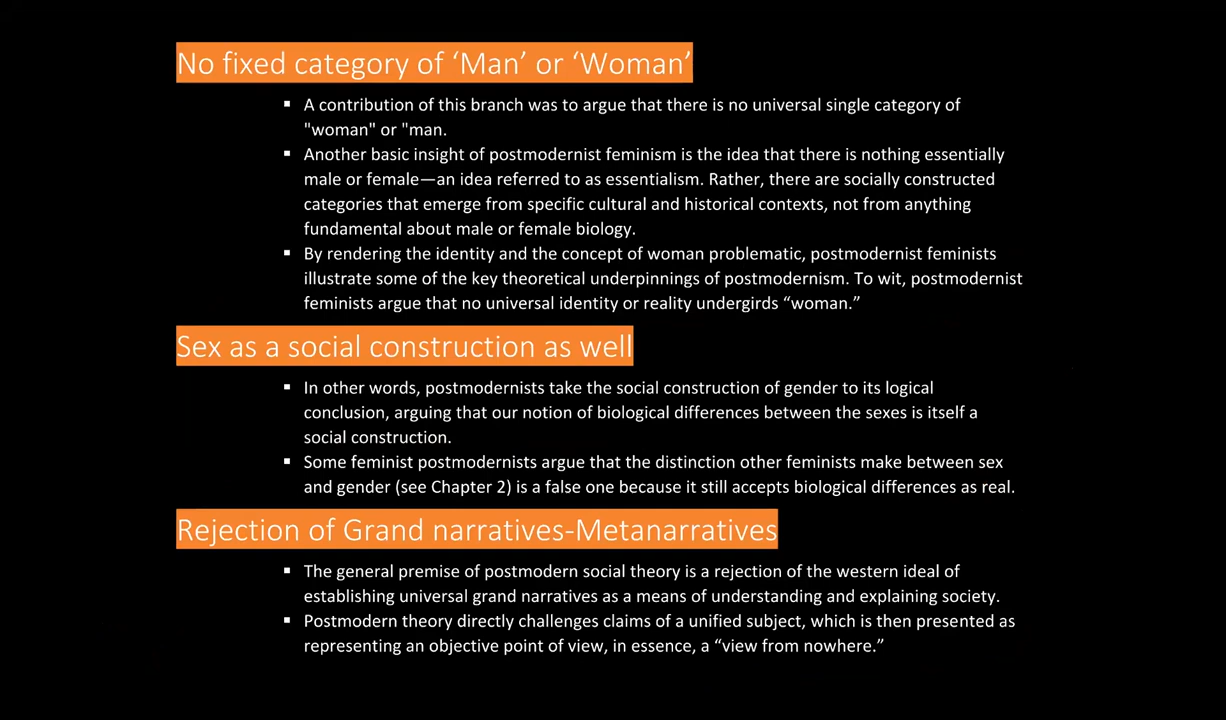 No fixed category of ‘Man’ or ‘Woman’
▪ A contribution of this branch was to argue that there is no universal single category of
"woman" or "man.
▪ Another basic insight of postmodernist feminism is the idea that there is nothing essentially
male or female—an idea referred to as essentialism. Rather, there are socially constructed
categories that emerge from specific cultural and historical contexts, not from anything
fundamental about male or female biology.
▪ By rendering the identity and the concept of woman problematic, postmodernist feminists
illustrate some of the key theoretical underpinnings of postmodernism. To wit, postmodernist
feminists argue that no universal identity or reality undergirds “woman.”
Sex as a social construction as well
▪ In other words, postmodernists take the social construction of gender to its logical
conclusion, arguing that our notion of biological differences between the sexes is itself a
social construction.
▪ Some feminist postmodernists argue that the distinction other feminists make between sex
and gender (see Chapter 2) is a false one because it still accepts biological differences as real.
Rejection of Grand narratives-Metanarratives
▪ The general premise of postmodern social theory is a rejection of the western ideal of
establishing universal grand narratives as a means of understanding and explaining society.
▪ Postmodern theory directly challenges claims of a unified subject, which is then presented as
representing an objective point of view, in essence, a “view from nowhere.”